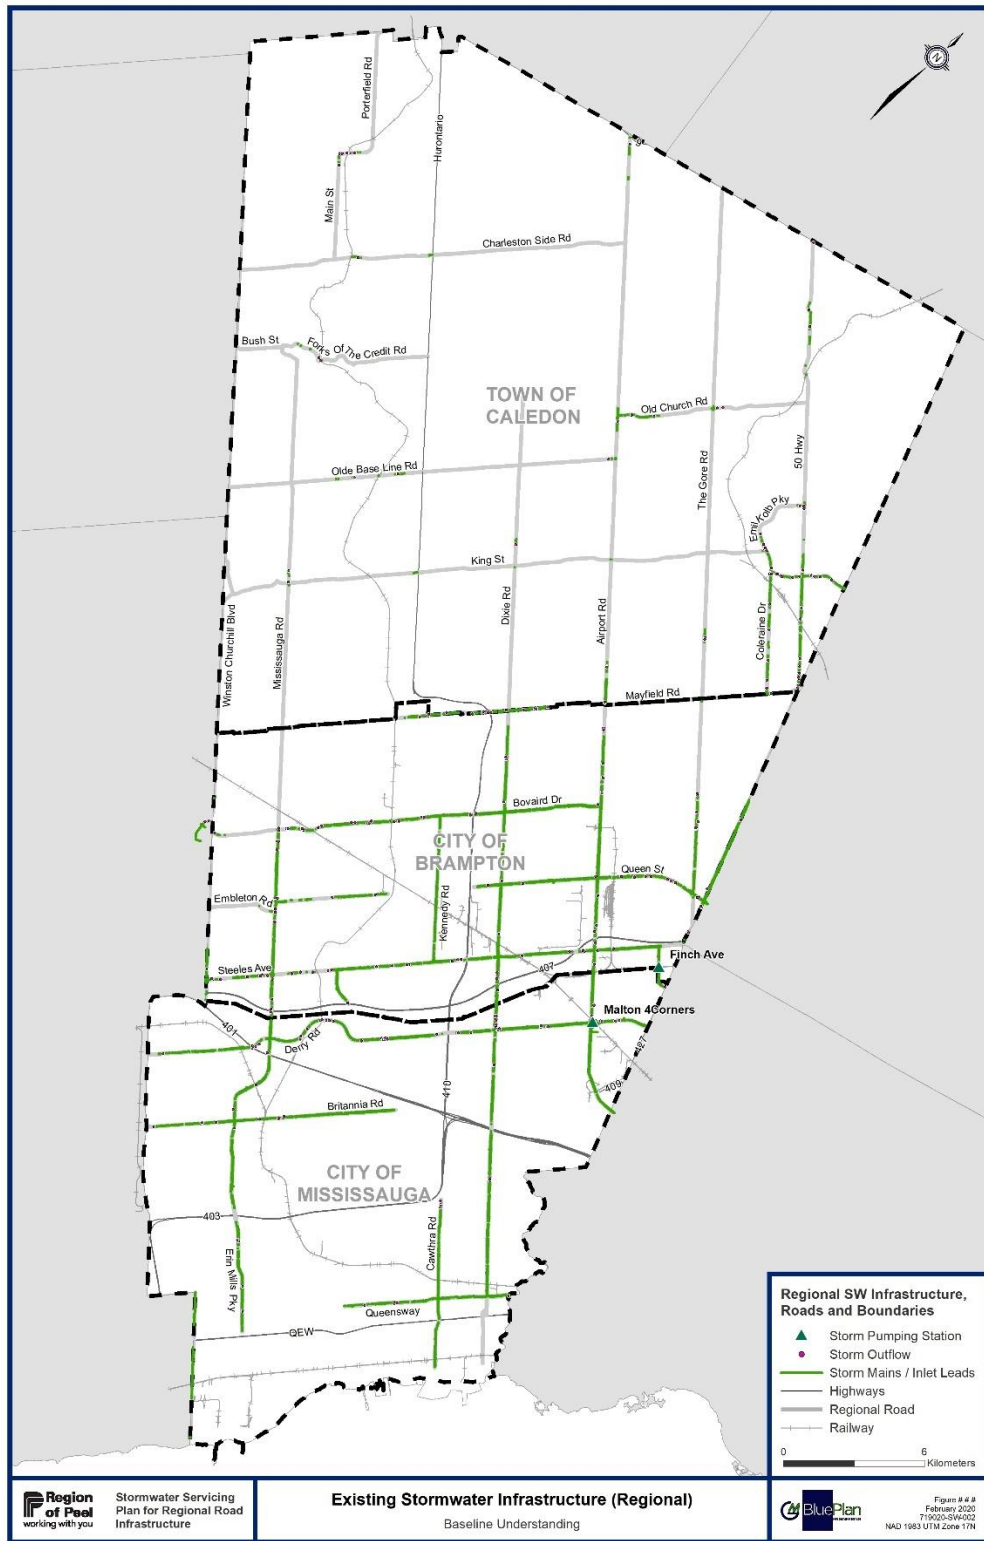 Porterfield Rd
Hurontario
9
Main St
Charleston Side Rd
Bush St
Forks Of The Credit Rd
TOWN OF
CALEDON
Old Church Rd
Olde Base Line Rd
The Gore Rd
50 Hwy
Emil Kolb Pky
King St
Winston Churchill Blvd
Mississauga Rd
Dixie Rd
Airport Rd
Coleraine Dr
Mayfield Rd
Bovaird Dr
CITY OF
BRAMPTON
Queen St
Embleton Rd
Kennedy Rd
Steeles Ave
407
Finch Ave
Malton 4Corners
401
Derry Rd
427
410
409
Britannia Rd
CITY OF
MISSISSAUGA
403
Erin Mills Pky
Cawthra Rd
Queensway
QEW
Regional SW Infrastructure,
Roads and Boundaries
Storm Pumping Station
Storm Outflow
Storm Mains / Inlet Leads
Highways
Regional Road
Railway
0 6
Kilometers
Region
of Peel
working with you
Stormwater Servicing
Plan for Regional Road
Infrastructure
Existing Stormwater Infrastructure (Regional)
Baseline Understanding
BluePlan
Figure # # #
February 2020
719020-SW-002
NAD 1983 UTM Zone 17N